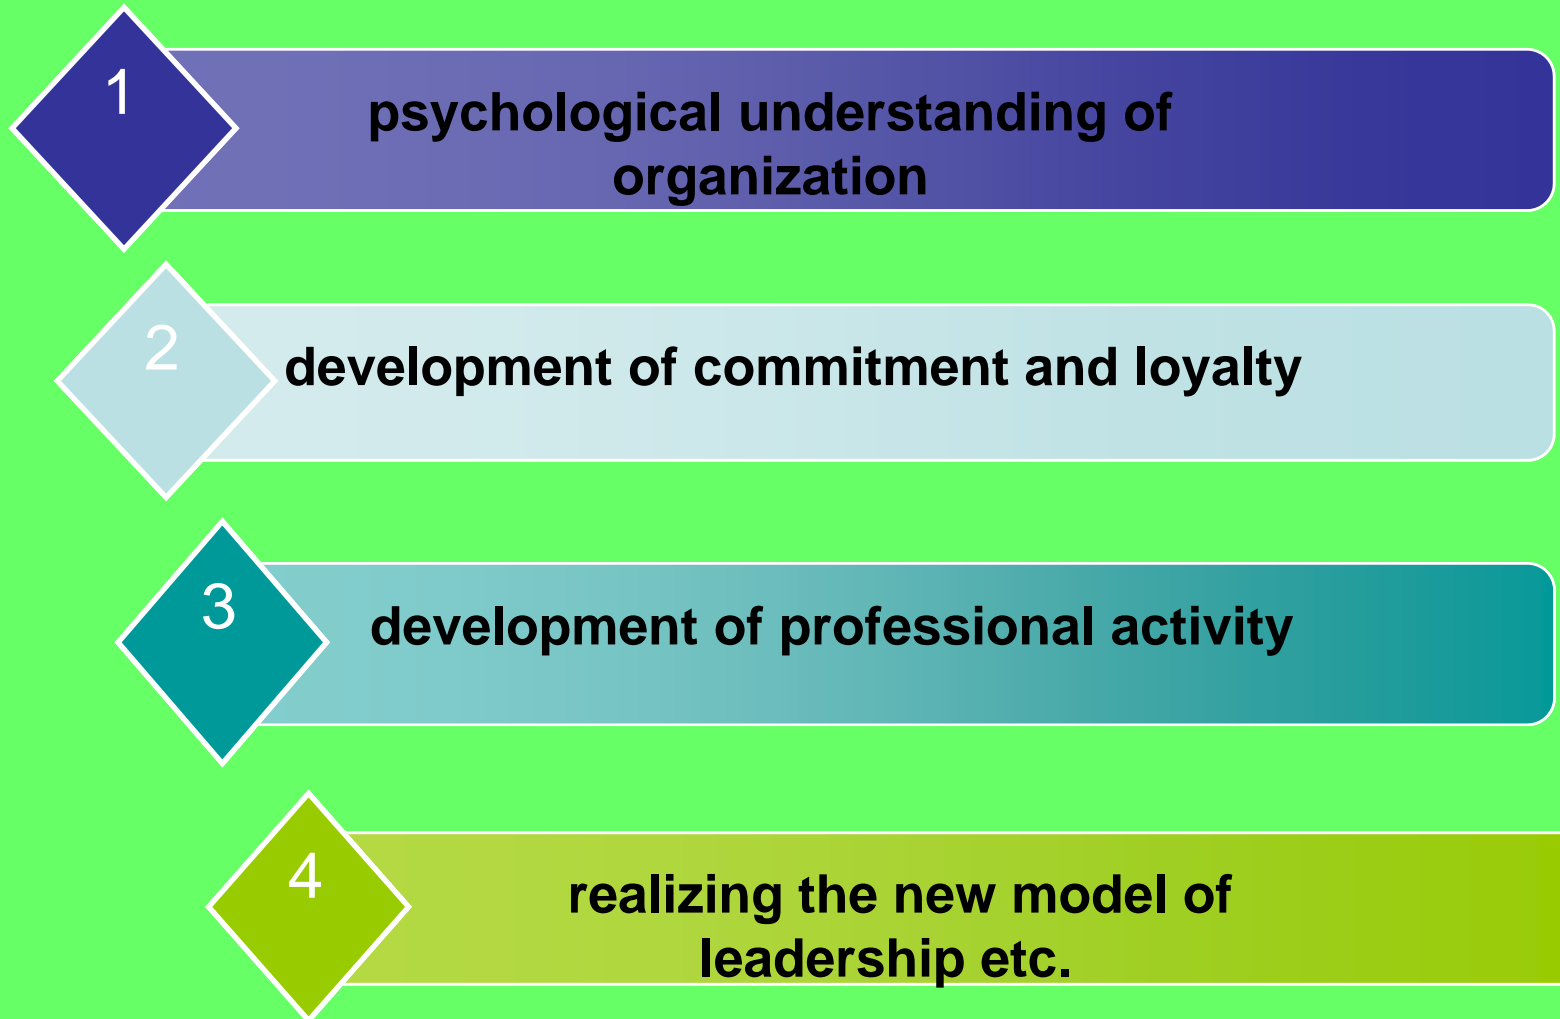 1
psychological understanding of
organization
2
development of commitment and loyalty
3
development of professional activity
4
realizing the new model of
leadership etc.